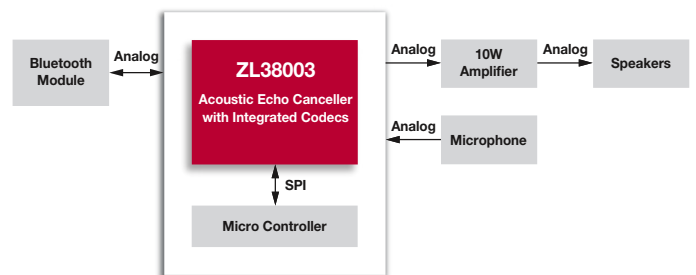 Bluetooth
Module
Analog
ZL38003
Acoustic Echo Canceller
with Integrated Codecs
SPI
Micro Controller
Analog
10W
Amplifier
Analog
Speakers
Analog
Microphone